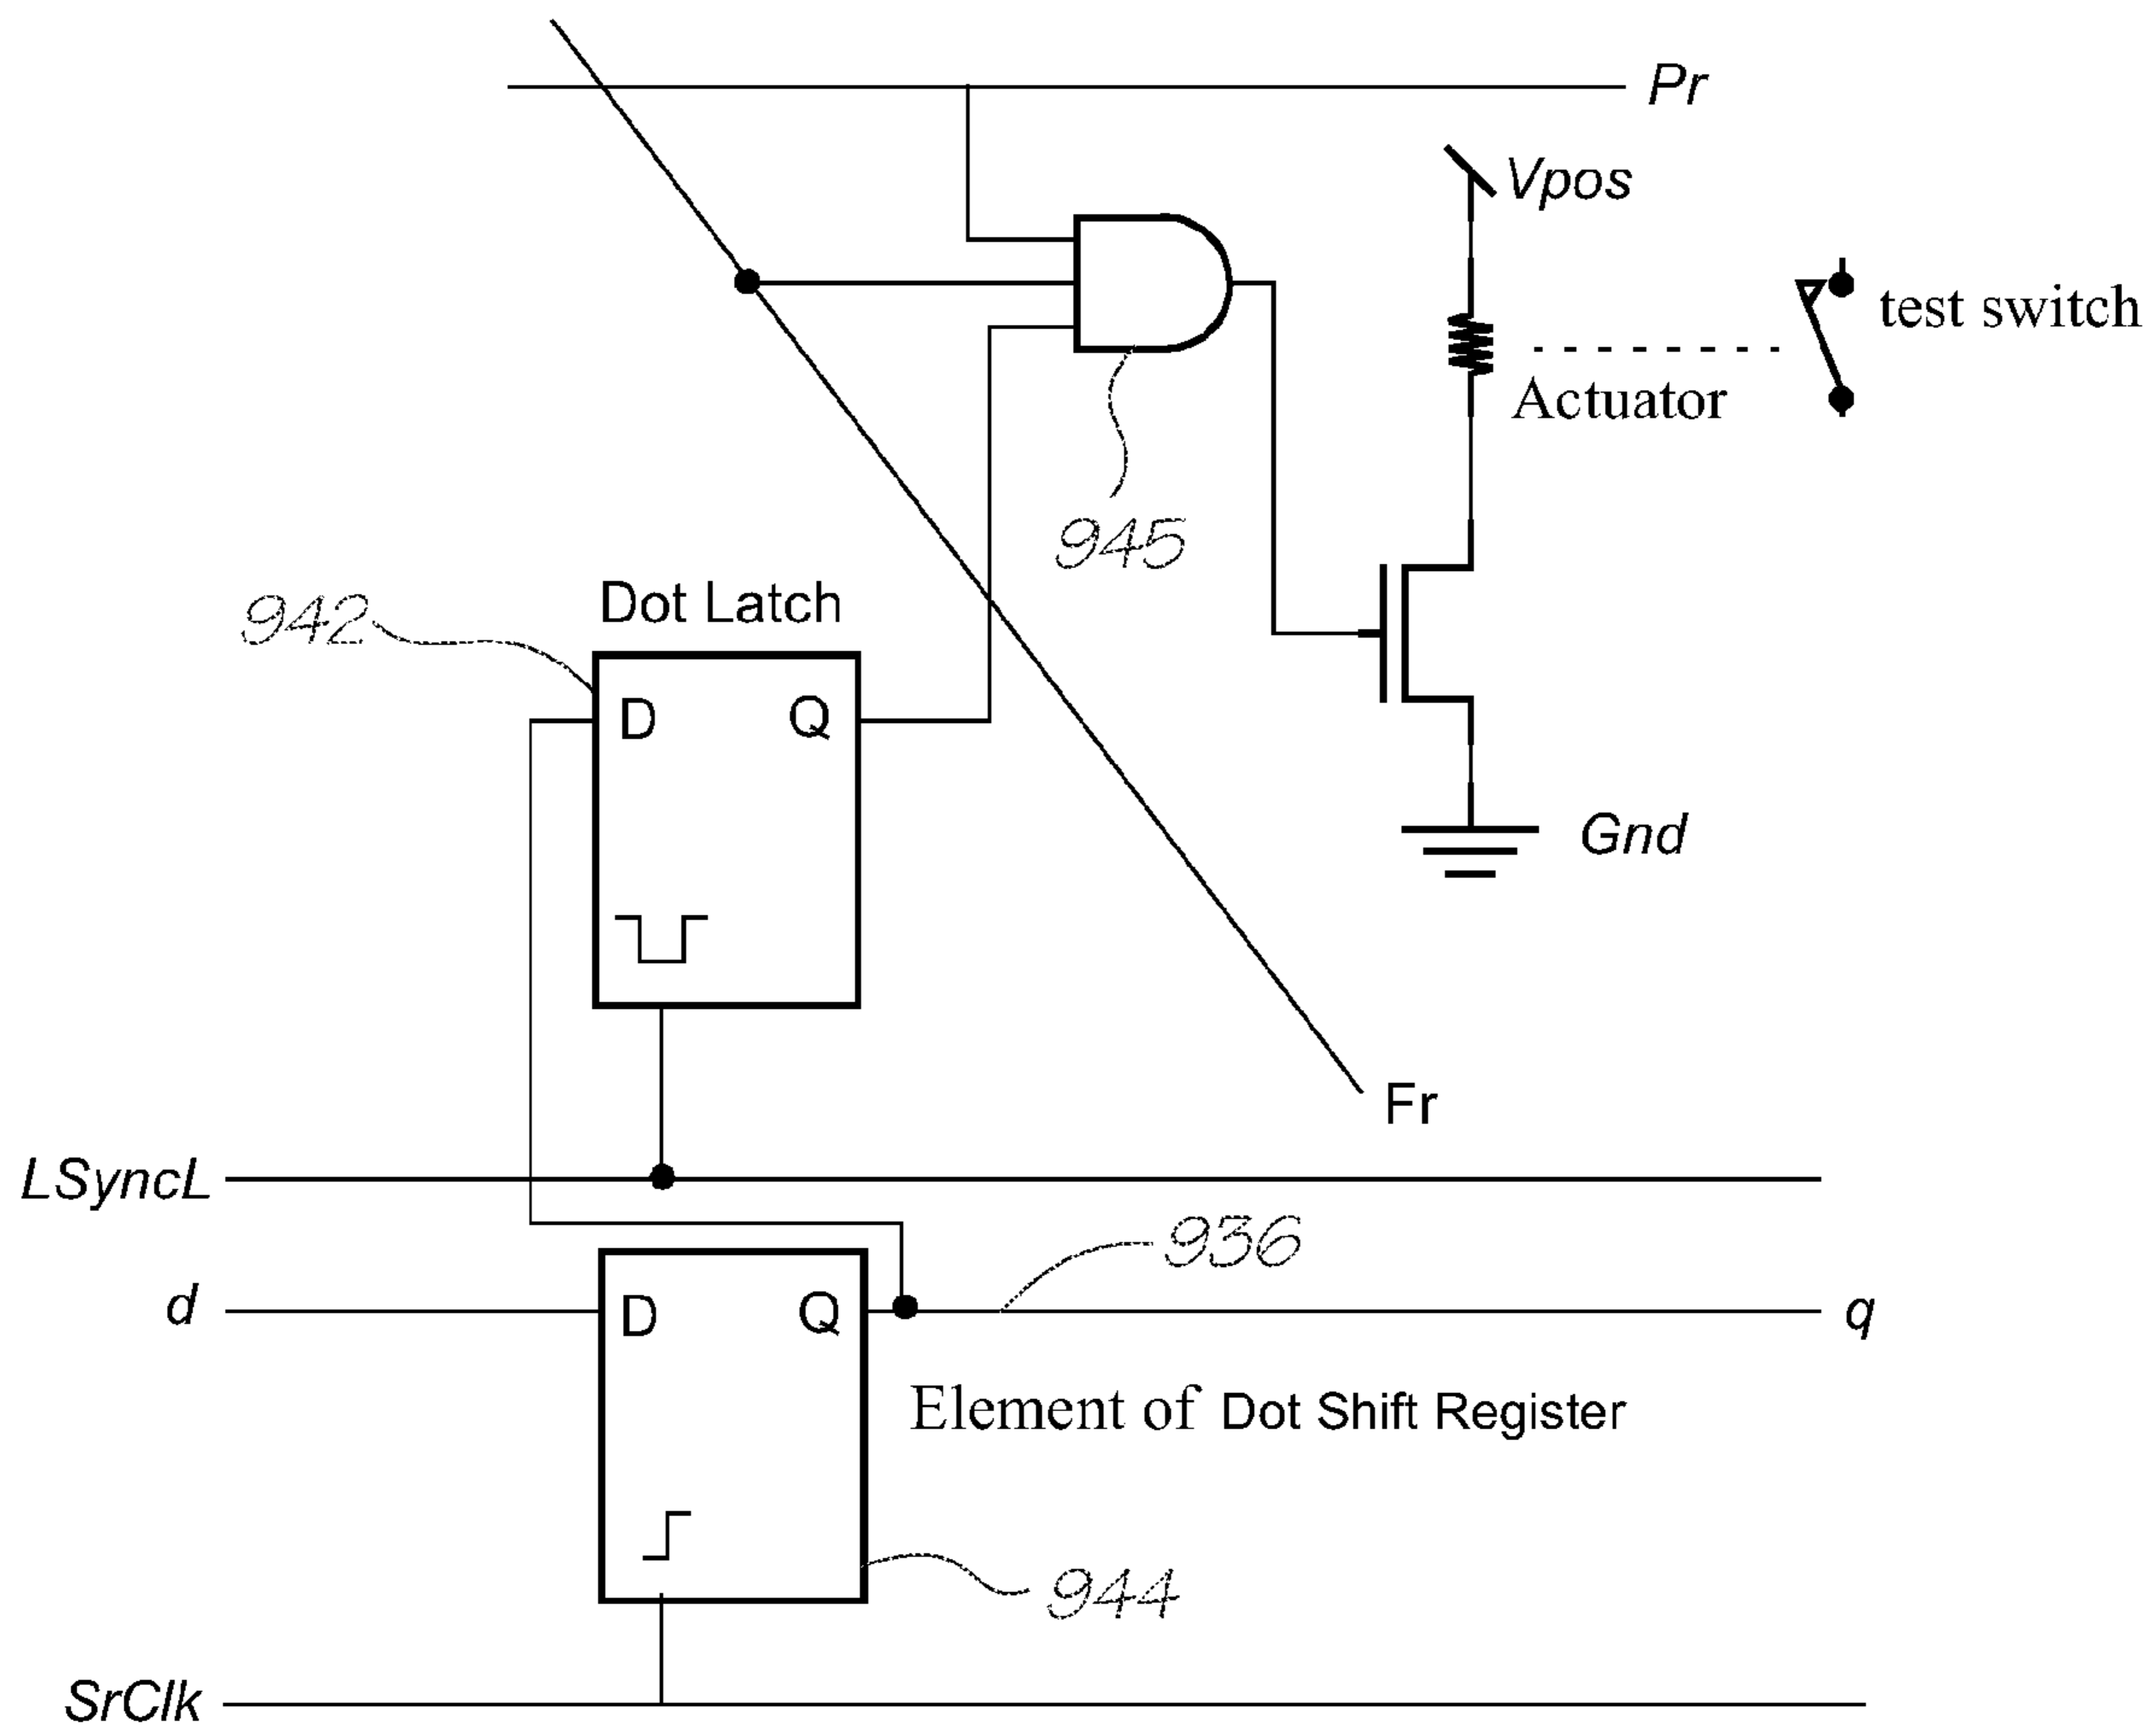 Pr
Vpos
test switch
Actuator
945
942
Dot Latch
D
Q
Gnd
Fr
LSyncL
936
d
D
Q
q
Element of Dot Shift Register
944
SrClk